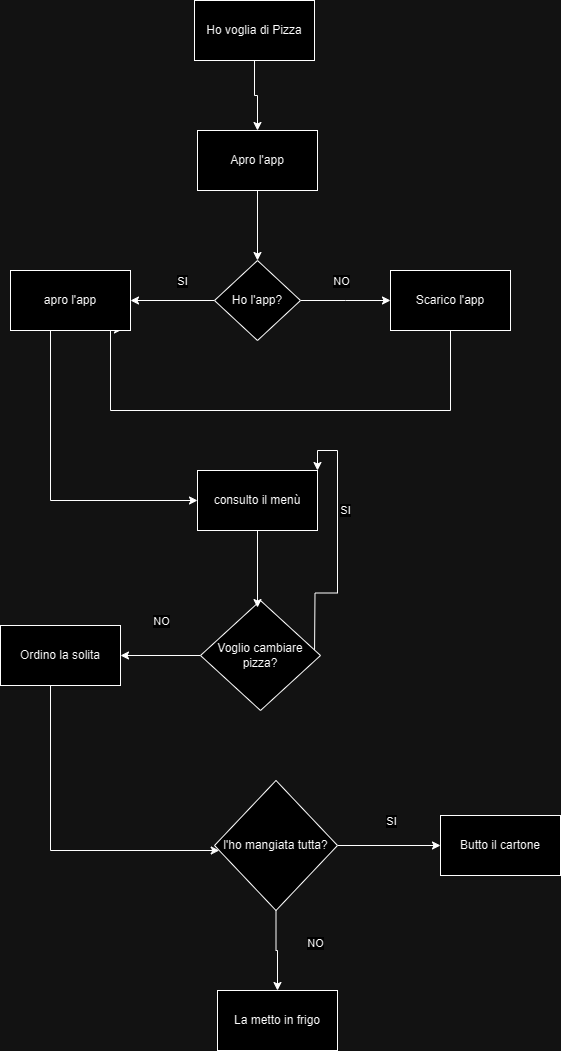 Ho voglia di Pizza
Apro l'app
SI
NO
apro l'app
Ho l'app?
Scarico l'app
consulto il menù
SI
NO
Voglio cambiare
pizza?
Ordino la solita
SI
l'ho mangiata tutta?
Butto il cartone
NO
La metto in frigo